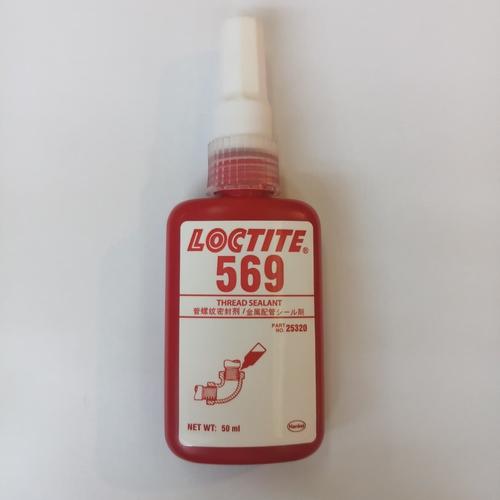 LOCTITE®
569
THREAD SEALANT
管螺纹密封剂/金属配管シール剤
PART NO. 25320
NET WT: 50 ml
Henkel